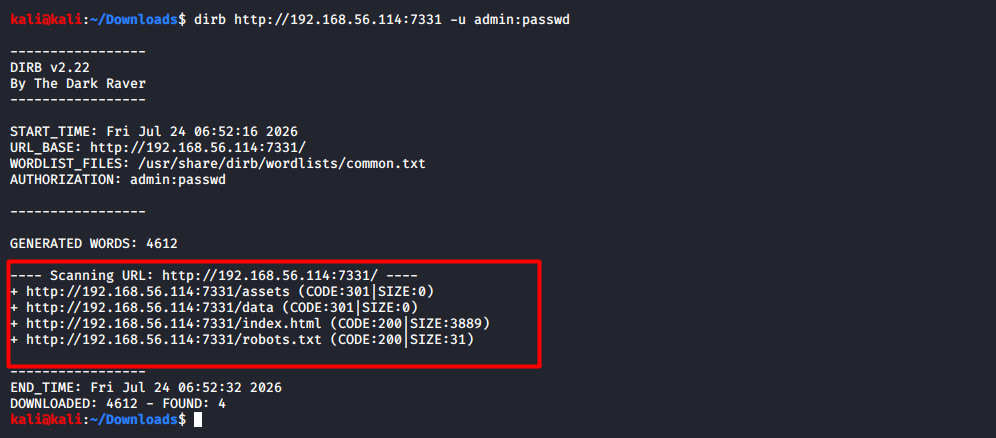 kali@kali:~/Downloads$ dirb http://192.168.56.114:7331 -u admin:passwd
-----------------
DIRB v2.22
By The Dark Raver
-----------------
START_TIME: Fri Jul 24 06:52:16 2026
URL_BASE: http://192.168.56.114:7331/
WORDLIST_FILES: /usr/share/dirb/wordlists/common.txt
AUTHORIZATION: admin:passwd
-----------------
GENERATED WORDS: 4612
---- Scanning URL: http://192.168.56.114:7331/ ----
+ http://192.168.56.114:7331/assets (CODE:301|SIZE:0)
+ http://192.168.56.114:7331/data (CODE:301|SIZE:0)
+ http://192.168.56.114:7331/index.html (CODE:200|SIZE:3889)
+ http://192.168.56.114:7331/robots.txt (CODE:200|SIZE:31)
-----------------
END_TIME: Fri Jul 24 06:52:32 2026
DOWNLOADED: 4612 - FOUND: 4
kali@kali:~/Downloads$